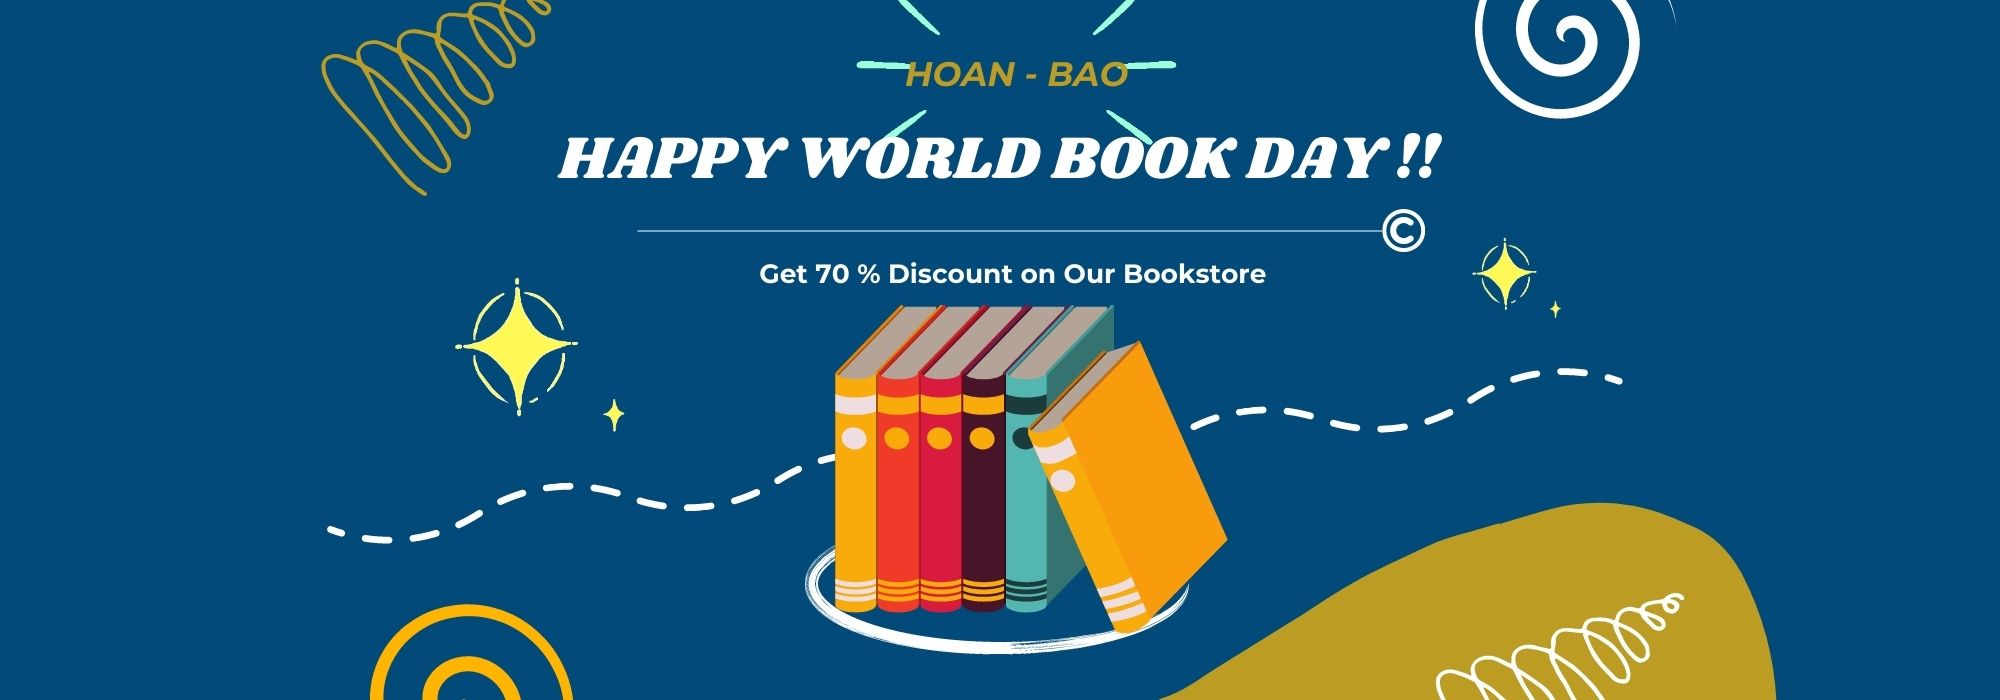 HOAN - BAO
HAPPY WORLD BOOK DAY !!
©
Get 70 % Discount on Our Bookstore